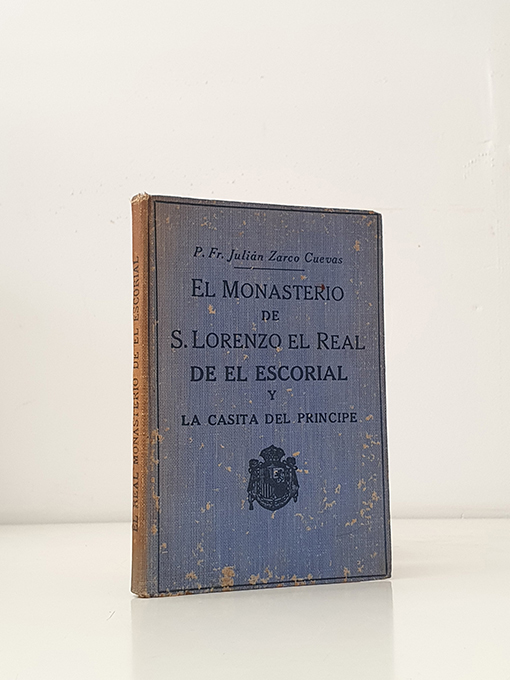 P. Fr. Julián Zarco Cuevas
EL MONASTERIO
DE
S. LORENZO EL REAL
DE EL ESCORIAL
Y
LA CASITA DEL PRINCIPE
EL REAL MONASTERIO DE EL ESCORIAL